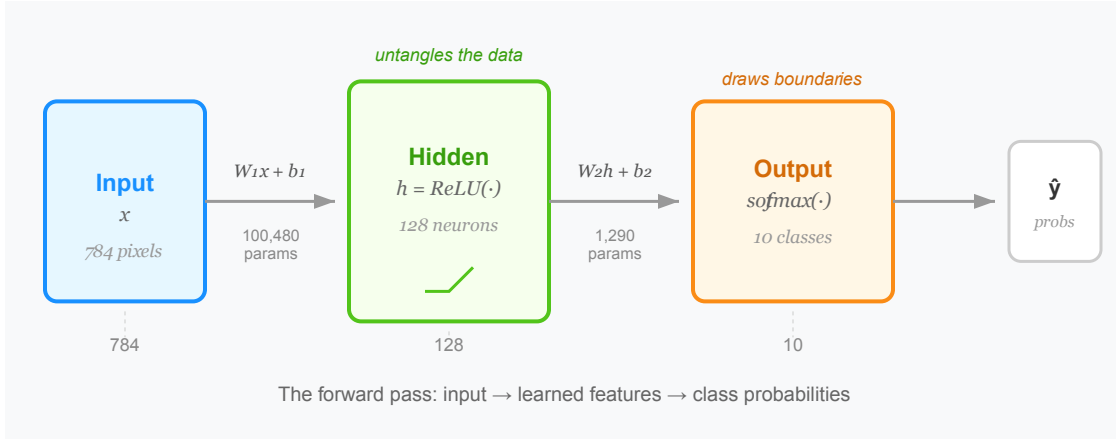 untangles the data
draws boundaries
Input
x
784 pixels
W₁x + b₁
100,480
params
Hidden
h = ReLU(·)
128 neurons
W₂h + b₂
1,290
params
Output
softmax(·)
10 classes
ŷ
probs
784
128
10
The forward pass: input → learned features → class probabilities